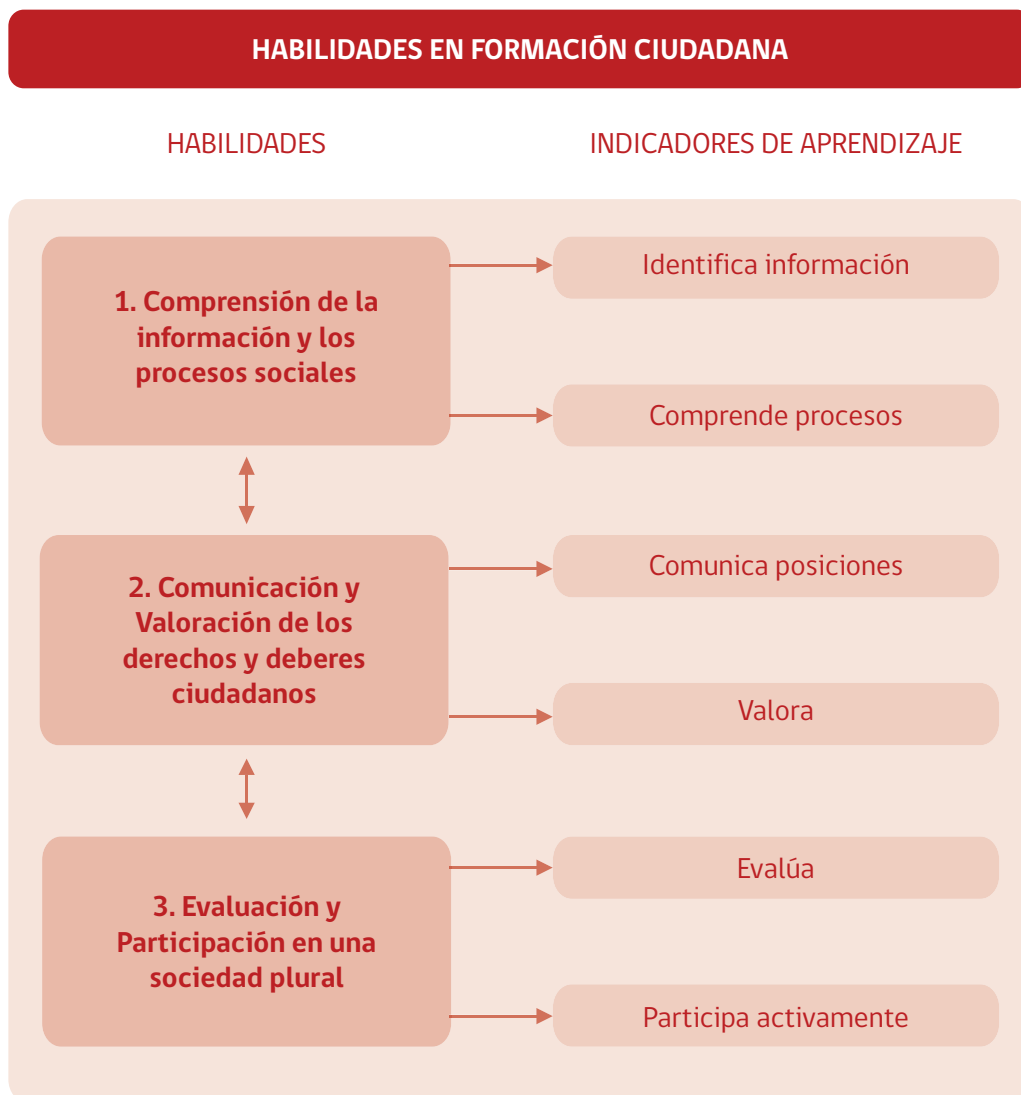 HABILIDADES EN FORMACIÓN CIUDADANA
HABILIDADES
INDICADORES DE APRENDIZAJE
1. Comprensión de la
información y los
procesos sociales
Identifica información
Comprende procesos
2. Comunicación y
Valoración de los
derechos y deberes
ciudadanos
Comunica posiciones
Valora
3. Evaluación y
Participación en una
sociedad plural
Evalúa
Participa activamente